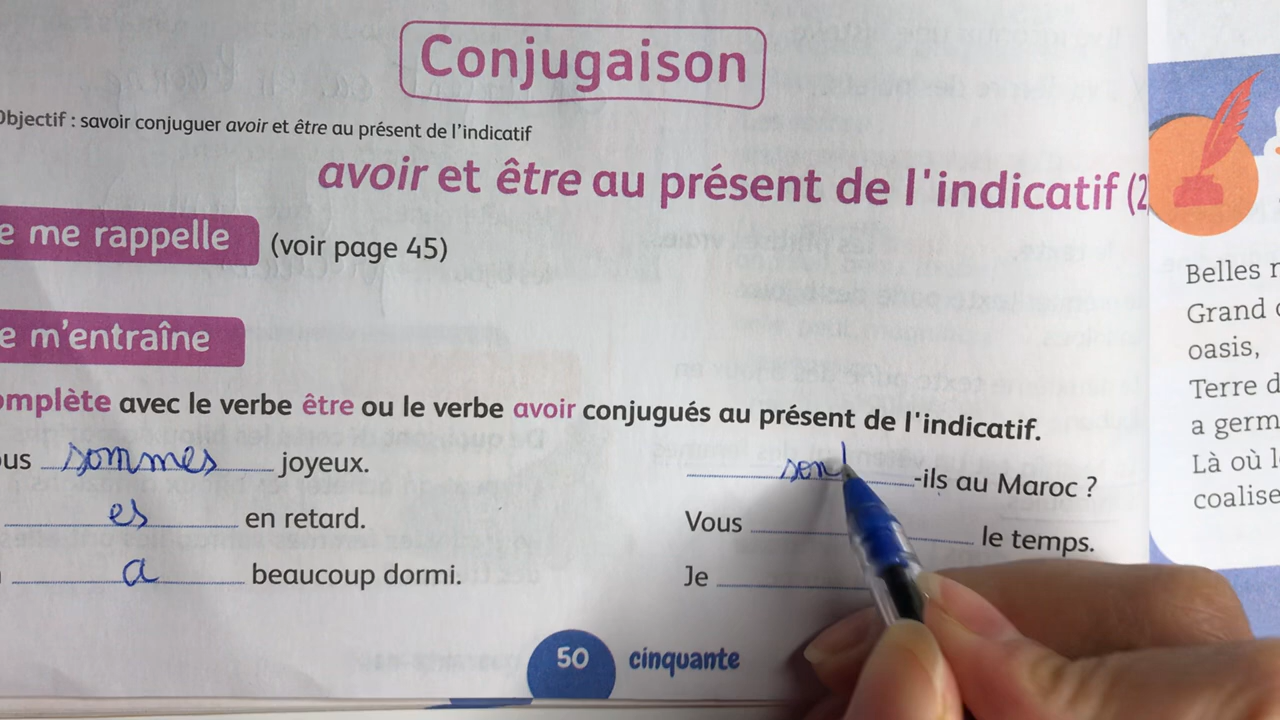 Conjugaison
Objectif : savoir conjuguer avoir et être au présent de l'indicatif
avoir et être au présent de l'indicatif (2
e me rappelle (voir page 45)
e m'entraîne
omplète avec le verbe être ou le verbe avoir conjugués au présent de l'indicatif.
ous sommes joyeux.
es en retard.
a beaucoup dormi.
sont -ils au Maroc ?
Vous le temps.
Je
50 cinquante
Belles r
Grand
oasis,
Terre d
a germ
Là où l
coalise